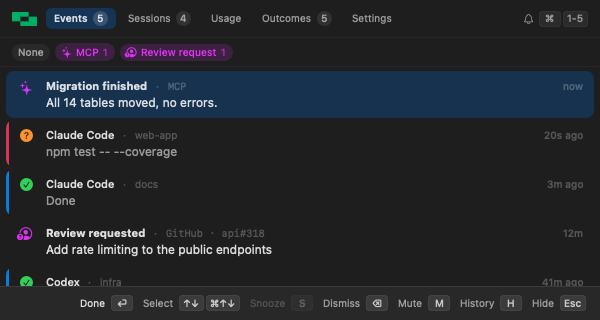 Events 5 Sessions 4 Usage Outcomes 5 Settings ⌘ 1-5
None MCP 1 Review request 1
Migration finished · MCP now
All 14 tables moved, no errors.
? Claude Code · web-app 20s ago
npm test -- --coverage
Claude Code · docs 3m ago
Done
Review requested · GitHub · api#318 12m
Add rate limiting to the public endpoints
Codex · infra 41m ago
Done ↵ Select ↑↓ ⌘↑↓ Snooze S Dismiss ⌫ Mute M History H Hide Esc